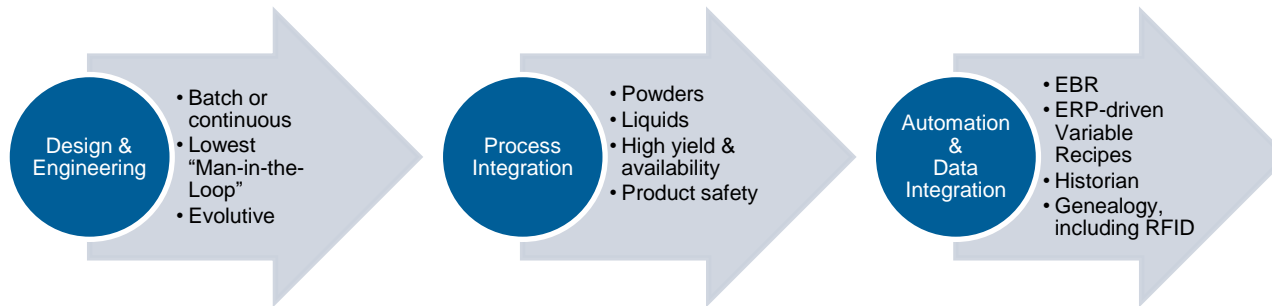 Design &
Engineering
• Batch or
continuous
• Lowest
“Man-in-the-
Loop”
• Evolutive
Process
Integration
• Powders
• Liquids
• High yield &
availability
• Product safety
Automation
&
Data
Integration
• EBR
• ERP-driven
Variable
Recipes
• Historian
• Genealogy,
including RFID